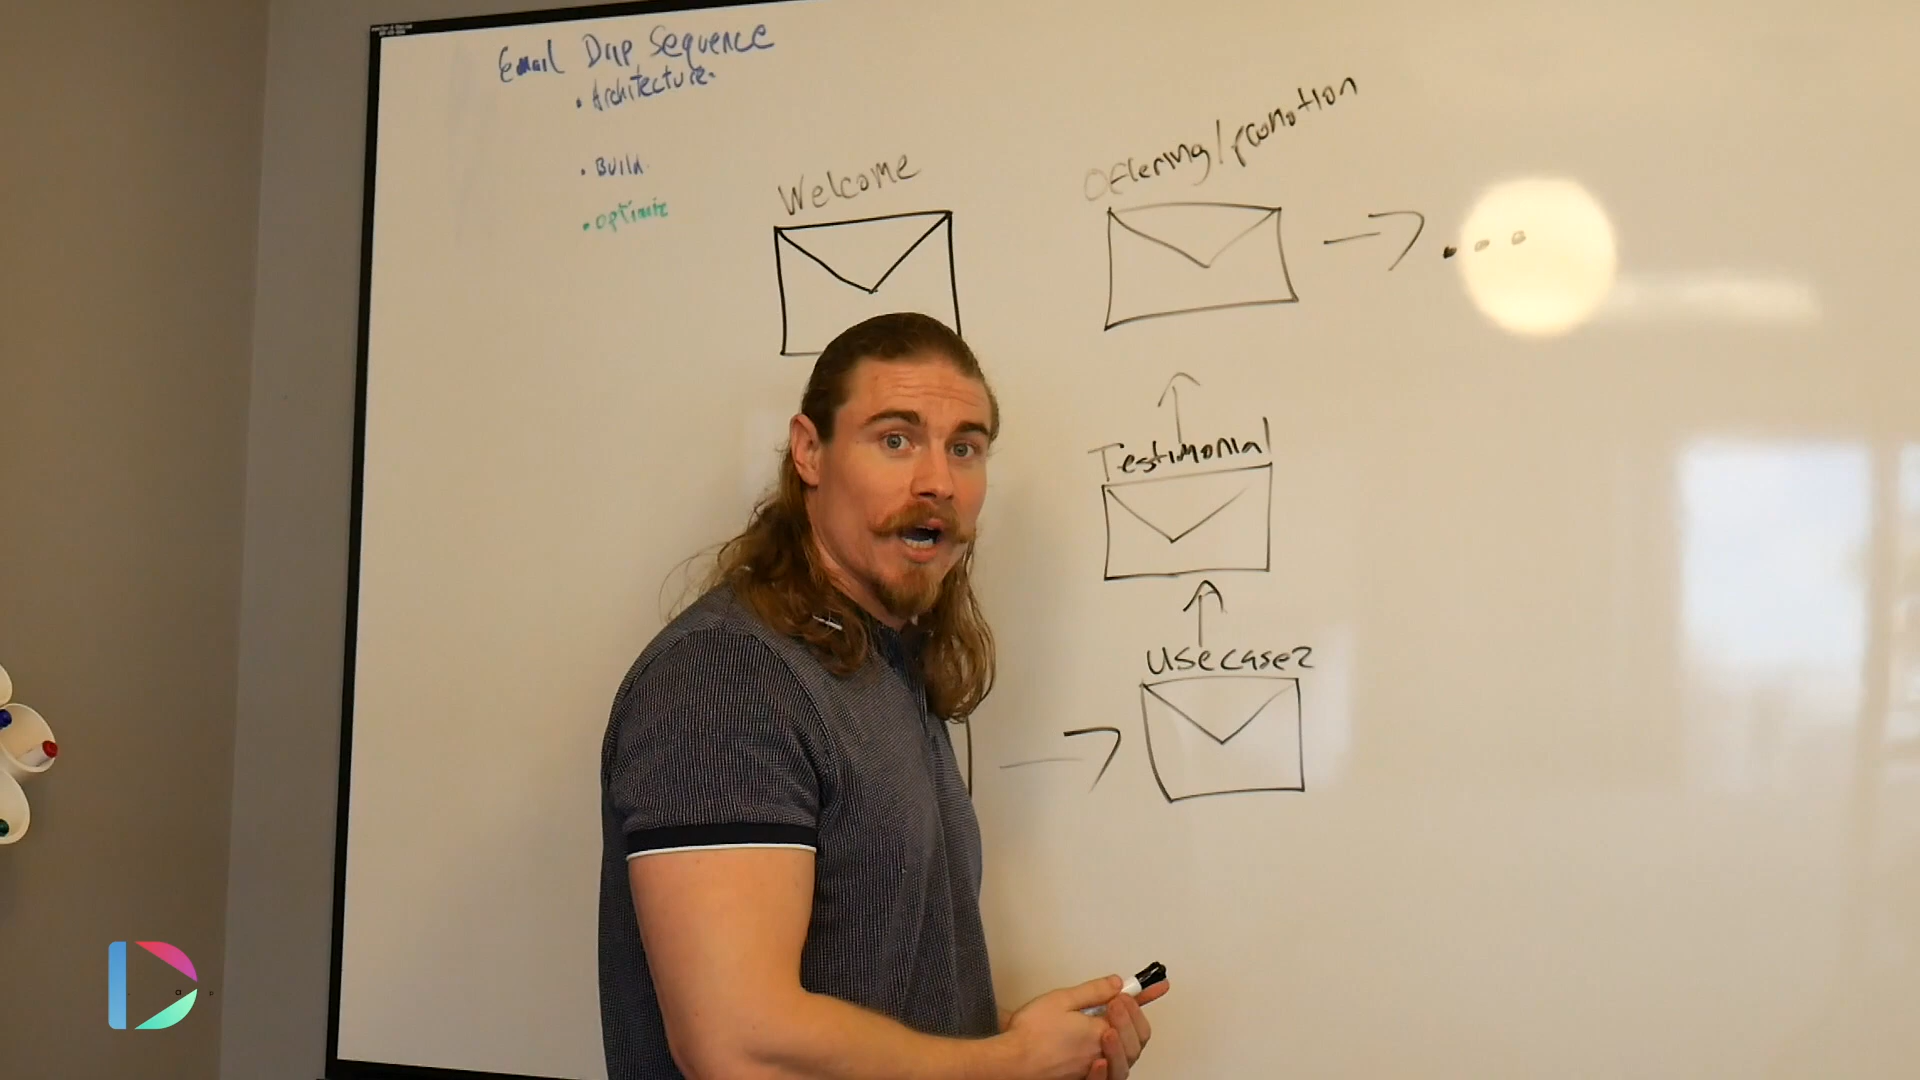 Email Drip Sequence
• Architecture
• Build
• Optimize
Welcome
Offering/promotion
Testimonial
Usecase2